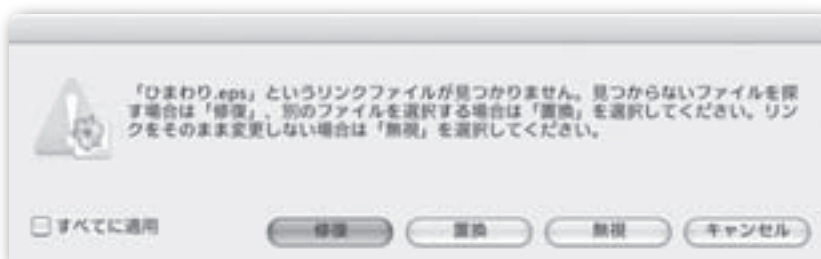 「ひまわり.eps」というリンクファイルが見つかりません。見つからないファイルを探
す場合は「修復」、別のファイルを選択する場合は「置換」を選択してください。リン
クをそのまま変更しない場合は「無視」を選択してください。
すべてに適用
修復
置換
無視
キャンセル